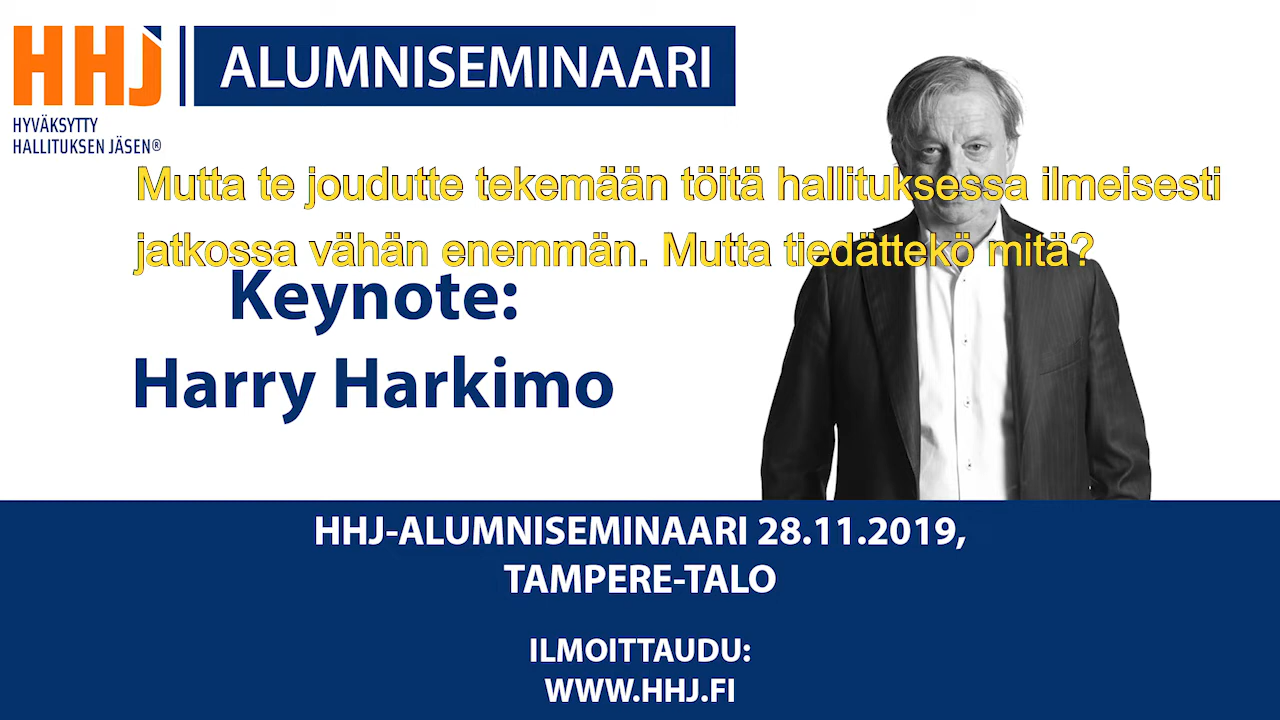 HHJ ALUMNISEMINAARI
HYVÄKSYTTY
HALLITUKSEN JÄSEN®
Mutta te joudutte tekemään töitä hallituksessa ilmeisesti
jatkossa vähän enemmän. Mutta tiedättekö mitä?
Keynote:
Harry Harkimo
HHJ-ALUMNISEMINAARI 28.11.2019,
TAMPERE-TALO
ILMOITTAUDU:
WWW.HHJ.FI